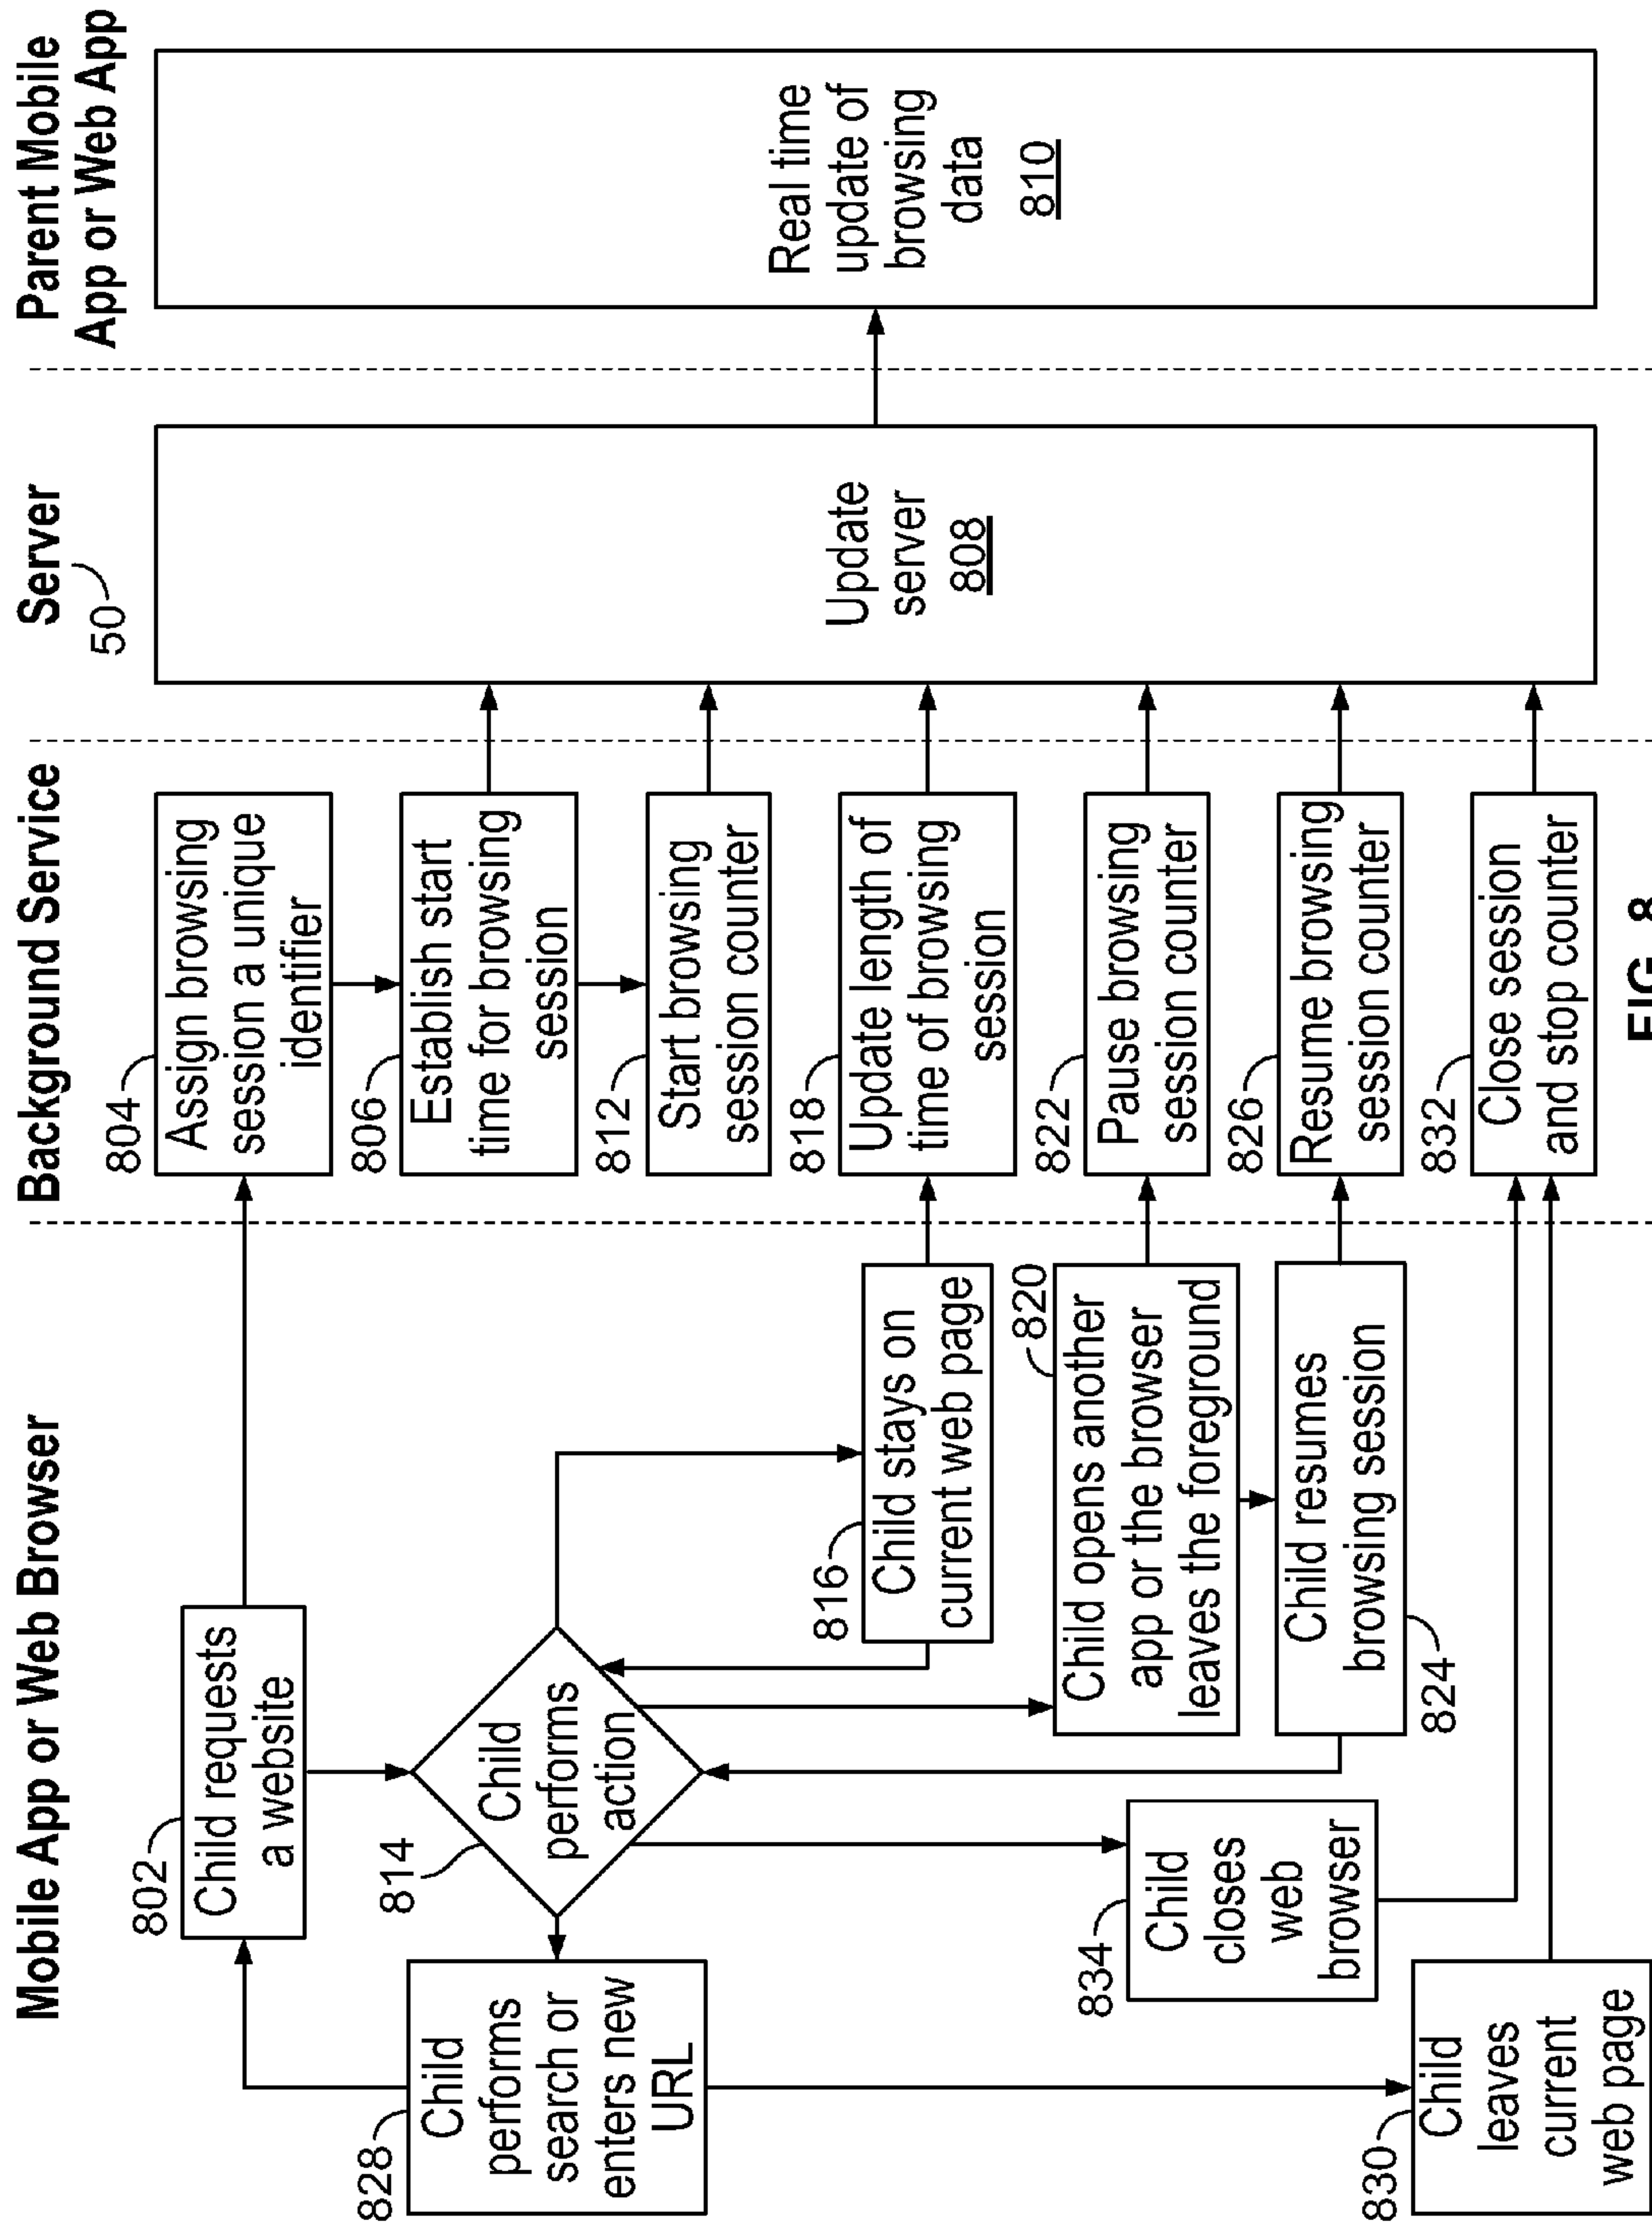 Mobile App or Web Browser
Background Service
Server
Parent Mobile
App or Web App
50
802
Child requests
a website
804
Assign browsing
session a unique
identifier
806
Establish start
time for browsing
session
812
Start browsing
session counter
814
Child
performs
action
828
Child
performs
search or
enters new
URL
816
Child stays on
current web page
818
Update length of
time of browsing
session
820
Child opens another
app or the browser
leaves the foreground
822
Pause browsing
session counter
824
Child resumes
browsing session
826
Resume browsing
session counter
834
Child
closes
web
browser
830
Child
leaves
current
web page
832
Close session
and stop counter
Update
server
808
Real time
update of
browsing
data
810
FIG. 8